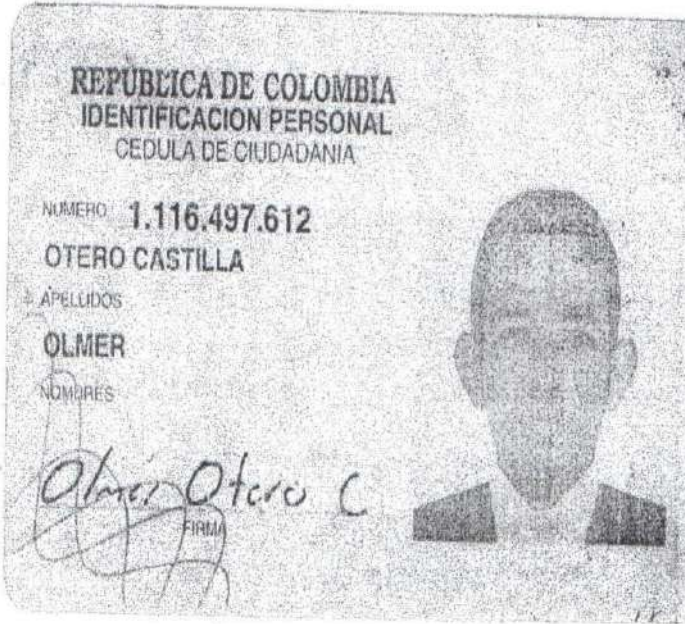 REPUBLICA DE COLOMBIA
IDENTIFICACION PERSONAL
CEDULA DE CIUDADANIA
NUMERO 1.116.497.612
OTERO CASTILLA
APELLIDOS
OLMER
NOMBRES
Olmer Otero C
FIRMA